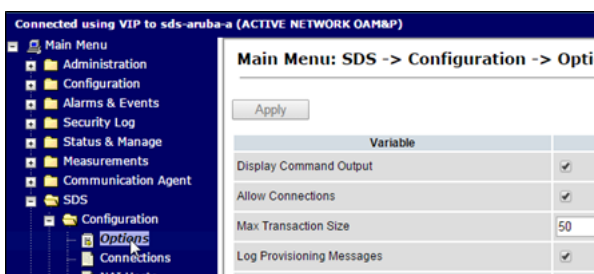 Connected using VIP to sds-aruba-a (ACTIVE NETWORK OAM&P)
Main Menu
Administration
Configuration
Alarms & Events
Security Log
Status & Manage
Measurements
Communication Agent
SDS
Configuration
Options
Connections
Main Menu: SDS -> Configuration -> Opti
Apply
Variable
Display Command Output
Allow Connections
Max Transaction Size
50
Log Provisioning Messages